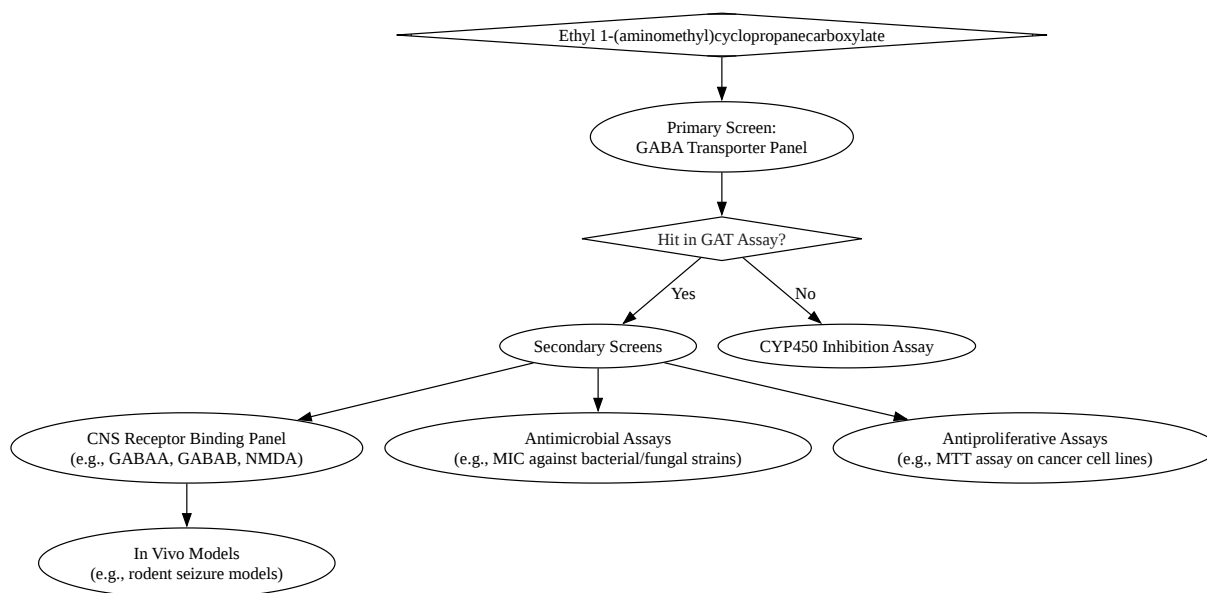 Ethyl 1-(aminomethyl)cyclopropanecarboxylate
Primary Screen:
GABA Transporter Panel
Hit in GAT Assay?
Yes
No
Secondary Screens
CYP450 Inhibition Assay
CNS Receptor Binding Panel
(e.g., GABAA, GABAB, NMDA)
Antimicrobial Assays
(e.g., MIC against bacterial/fungal strains)
Antiproliferative Assays
(e.g., MTT assay on cancer cell lines)
In Vivo Models
(e.g., rodent seizure models)